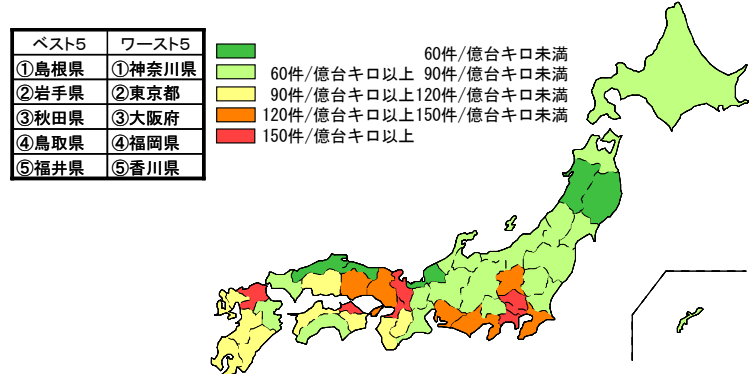 ベスト5 ワースト5
①島根県 ①神奈川県
②岩手県 ②東京都
③秋田県 ③大阪府
④鳥取県 ④福岡県
⑤福井県 ⑤香川県
60件/億台キロ未満
60件/億台キロ以上 90件/億台キロ未満
90件/億台キロ以上120件/億台キロ未満
120件/億台キロ以上150件/億台キロ未満
150件/億台キロ以上